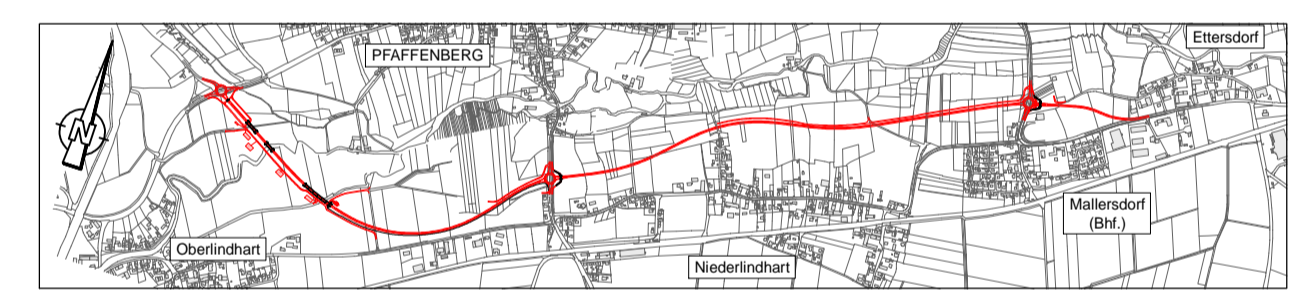 Ettersdorf
PFAFFENBERG
N
Mallersdorf
(Bhf.)
Oberlindhart
Niederlindhart